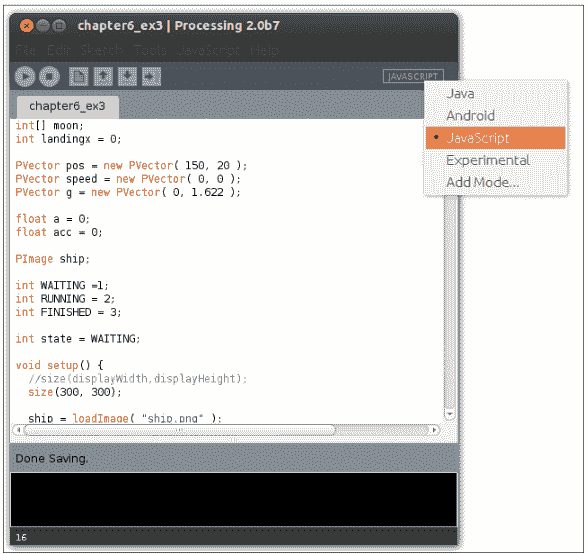 chapter6_ex3 | Processing 2.0b7
File Edit Sketch Tools JavaScript Help
JAVASCRIPT
Java
Android
JavaScript
Experimental
Add Mode...
chapter6_ex3
int[] moon;
int landingx = 0;
PVector pos = new PVector( 150, 20 );
PVector speed = new PVector( 0, 0 );
PVector g = new PVector( 0, 1.622 );
float a = 0;
float acc = 0;
PImage ship;
int WAITING =1;
int RUNNING = 2;
int FINISHED = 3;
int state = WAITING;
void setup() {
//size(displayWidth,displayHeight);
size(300, 300);
ship = loadImage( "ship.png" );
Done Saving.
16